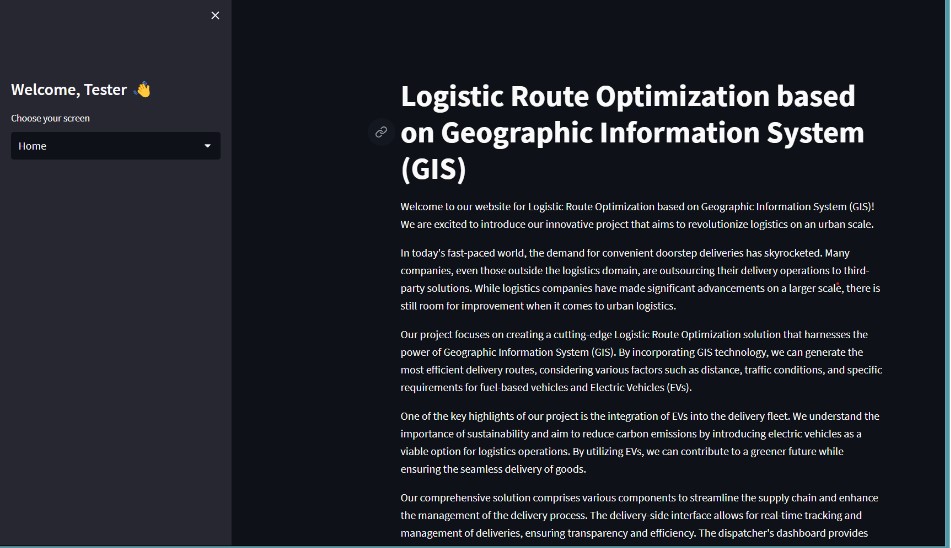 Welcome, Tester 👋
Choose your screen
Home
Logistic Route Optimization based
on Geographic Information System
(GIS)
Welcome to our website for Logistic Route Optimization based on Geographic Information System (GIS)!
We are excited to introduce our innovative project that aims to revolutionize logistics on an urban scale.
In today's fast-paced world, the demand for convenient doorstep deliveries has skyrocketed. Many
companies, even those outside the logistics domain, are outsourcing their delivery operations to third-
party solutions. While logistics companies have made significant advancements on a larger scale, there is
still room for improvement when it comes to urban logistics.
Our project focuses on creating a cutting-edge Logistic Route Optimization solution that harnesses the
power of Geographic Information System (GIS). By incorporating GIS technology, we can generate the
most efficient delivery routes, considering various factors such as distance, traffic conditions, and specific
requirements for fuel-based vehicles and Electric Vehicles (EVs).
One of the key highlights of our project is the integration of EVs into the delivery fleet. We understand the
importance of sustainability and aim to reduce carbon emissions by introducing electric vehicles as a
viable option for logistics operations. By utilizing EVs, we can contribute to a greener future while
ensuring the seamless delivery of goods.
Our comprehensive solution comprises various components to streamline the supply chain and enhance
the management of the delivery process. The delivery-side interface allows for real-time tracking and
management of deliveries, ensuring transparency and efficiency. The dispatcher's dashboard provides